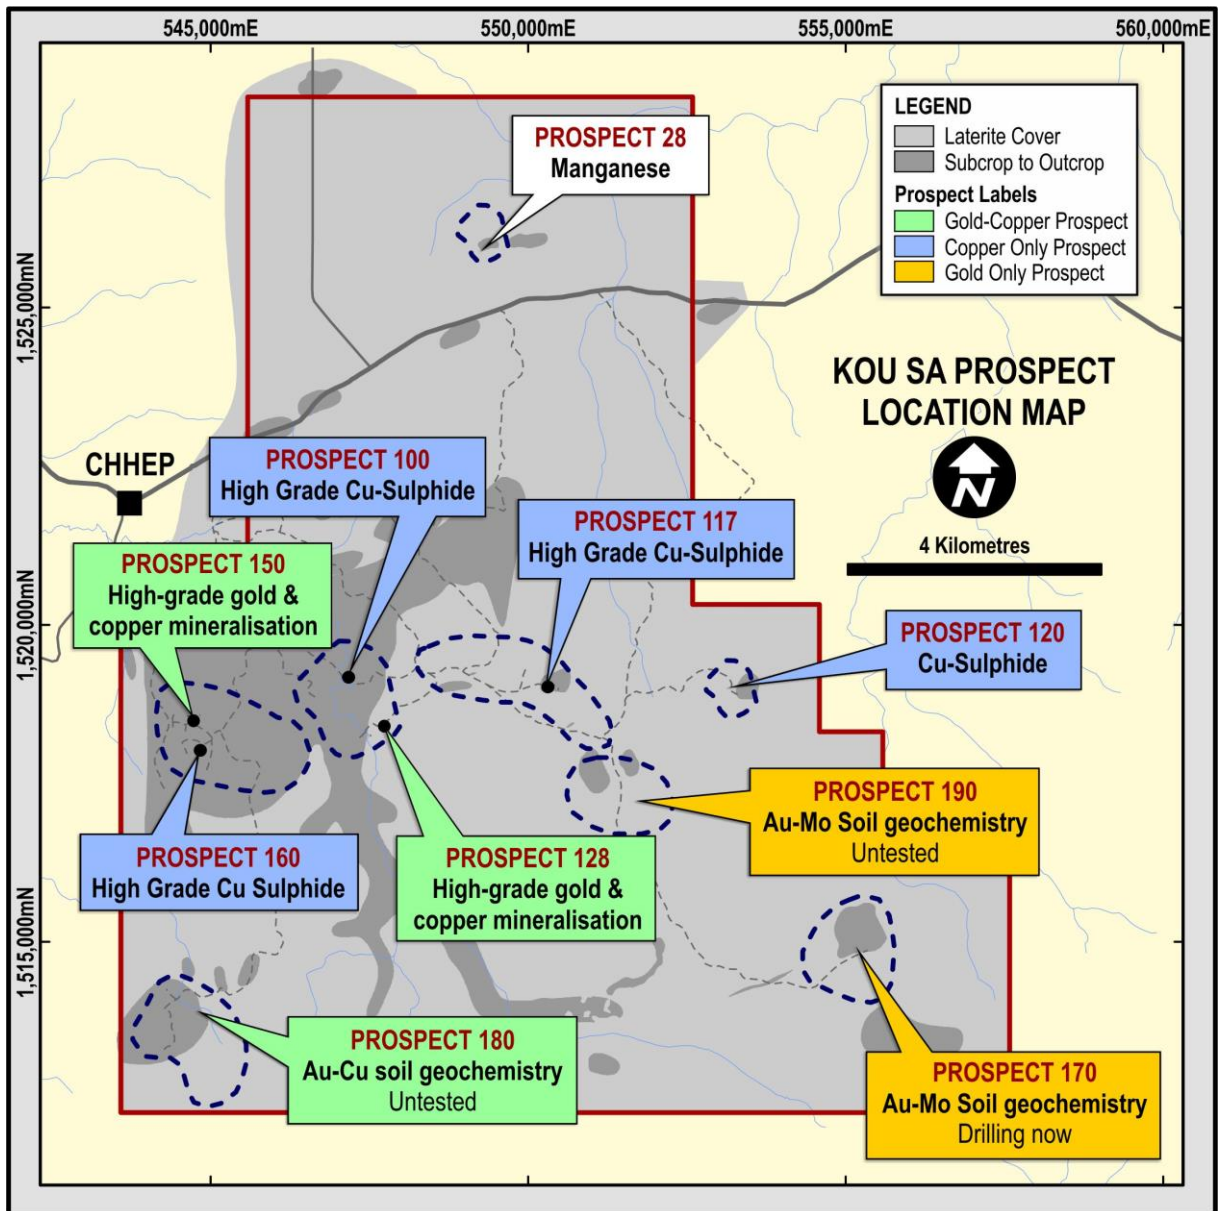 545,000mE
550,000mE
555,000mE
560,000mE
1,525,000mN
1,520,000mN
1,515,000mN
LEGEND
Laterite Cover
Subcrop to Outcrop
Prospect Labels
Gold-Copper Prospect
Copper Only Prospect
Gold Only Prospect
PROSPECT 28
Manganese
KOU SA PROSPECT
LOCATION MAP
N
4 Kilometres
CHHEP
PROSPECT 100
High Grade Cu-Sulphide
PROSPECT 117
High Grade Cu-Sulphide
PROSPECT 150
High-grade gold &
copper mineralisation
PROSPECT 120
Cu-Sulphide
PROSPECT 190
Au-Mo Soil geochemistry
Untested
PROSPECT 160
High Grade Cu Sulphide
PROSPECT 128
High-grade gold &
copper mineralisation
PROSPECT 180
Au-Cu soil geochemistry
Untested
PROSPECT 170
Au-Mo Soil geochemistry
Drilling now